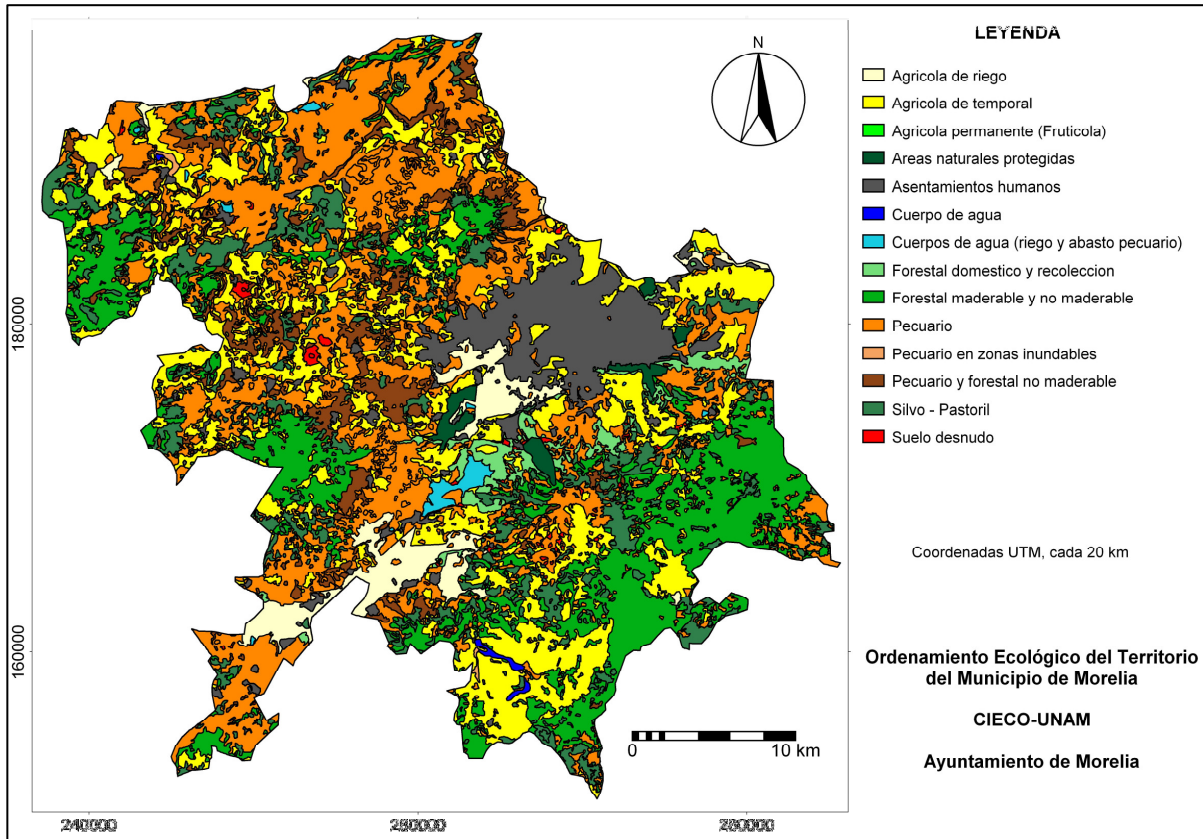 LEYENDA
N
Agricola de riego
Agricola de temporal
Agricola permanente (Fruticola)
Areas naturales protegidas
Asentamientos humanos
Cuerpo de agua
Cuerpos de agua (riego y abasto pecuario)
Forestal domestico y recoleccion
Forestal maderable y no maderable
Pecuario
Pecuario en zonas inundables
Pecuario y forestal no maderable
Silvo - Pastoril
Suelo desnudo
180000
160000
Coordenadas UTM, cada 20 km
Ordenamiento Ecológico del Territorio
del Municipio de Morelia
CIECO-UNAM
Ayuntamiento de Morelia
0 10 km
240000